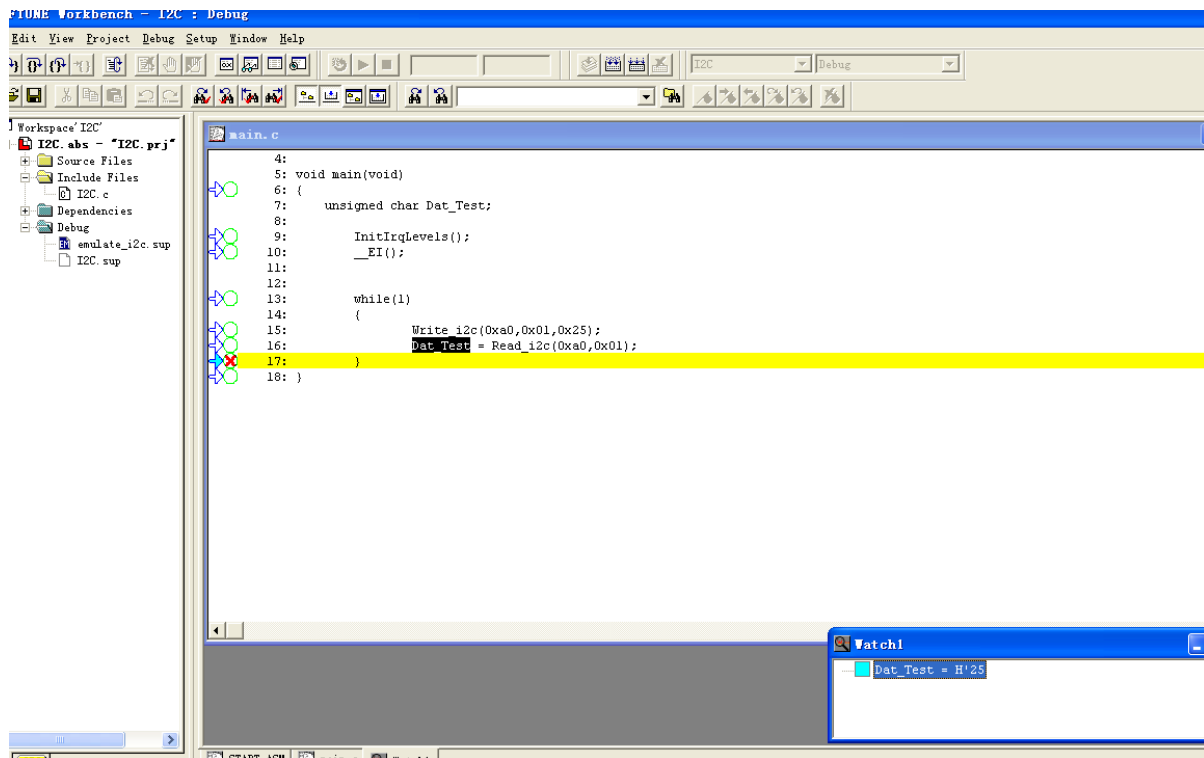 FTUNE Workbench - I2C : Debug
Edit View Project Debug Setup Window Help
I2C Debug
Workspace'I2C'
I2C.abs - "I2C.prj"
Source Files
Include Files
I2C.c
Dependencies
Debug
emulate_i2c.sup
I2C.sup
main.c
4:
5: void main(void)
6: {
7: unsigned char Dat_Test;
8:
9: InitIrqLevels();
10: __EI();
11:
12:
13: while(1)
14: {
15: Write_i2c(0xa0,0x01,0x25);
16: Dat_Test = Read_i2c(0xa0,0x01);
17: }
18: }
Watch1
Dat_Test = H'25